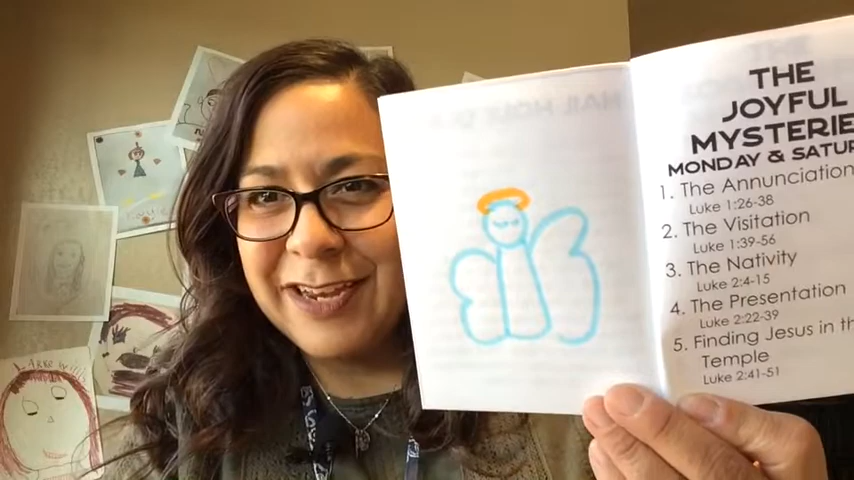 THE
JOYFUL
MYSTERIE
MONDAY & SATU
1. The Annunciation
Luke 1:26-38
2. The Visitation
Luke 1:39-56
3. The Nativity
Luke 2:4-15
4. The Presentation
Luke 2:22-39
5. Finding Jesus in th
Temple
Luke 2:41-51